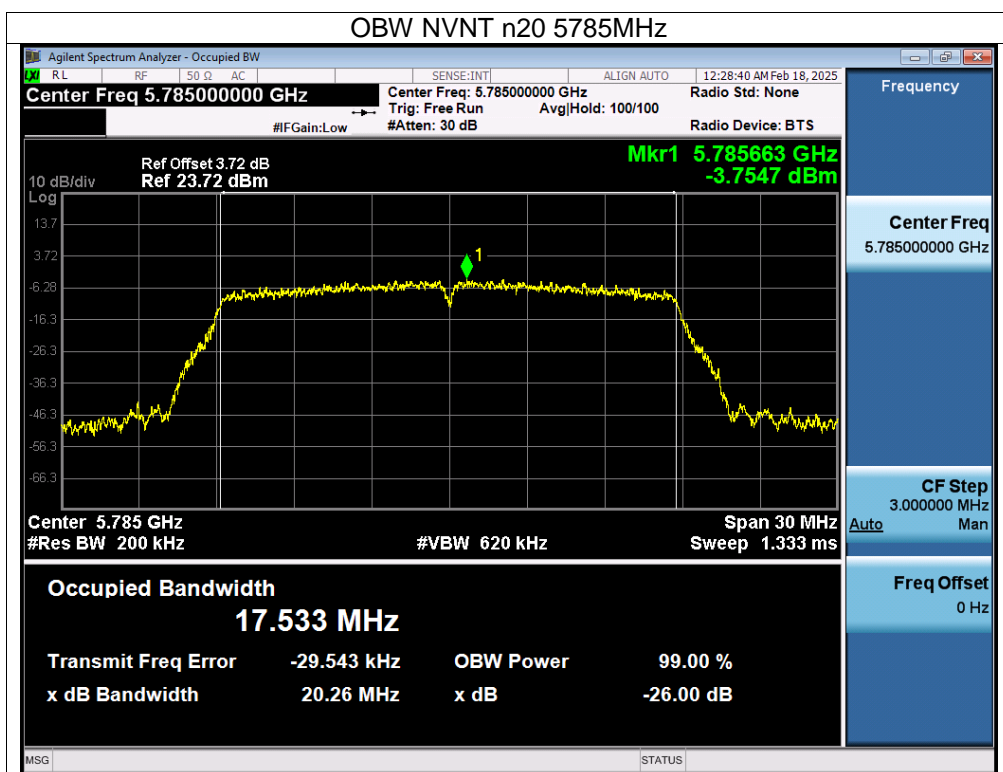 OBW NVNT n20 5785MHz
Agilent Spectrum Analyzer - Occupied BW
LXI RL RF 50 Ω AC SENSE:INT ALIGN AUTO 12:28:40 AM Feb 18, 2025
Center Freq 5.785000000 GHz
Center Freq: 5.785000000 GHz Radio Std: None
Trig: Free Run Avg|Hold: 100/100
#IFGain:Low #Atten: 30 dB Radio Device: BTS
Frequency
Mkr1 5.785663 GHz
-3.7547 dBm
Ref Offset 3.72 dB
10 dB/div Ref 23.72 dBm
Log
13.7
3.72
-6.28
-16.3
-26.3
-36.3
-46.3
-56.3
-66.3
1
Center 5.785 GHz Span 30 MHz
#Res BW 200 kHz #VBW 620 kHz Sweep 1.333 ms
Center Freq
5.785000000 GHz
CF Step
3.000000 MHz
Auto Man
Freq Offset
0 Hz
Occupied Bandwidth
17.533 MHz
Transmit Freq Error -29.543 kHz OBW Power 99.00 %
x dB Bandwidth 20.26 MHz x dB -26.00 dB
MSG STATUS